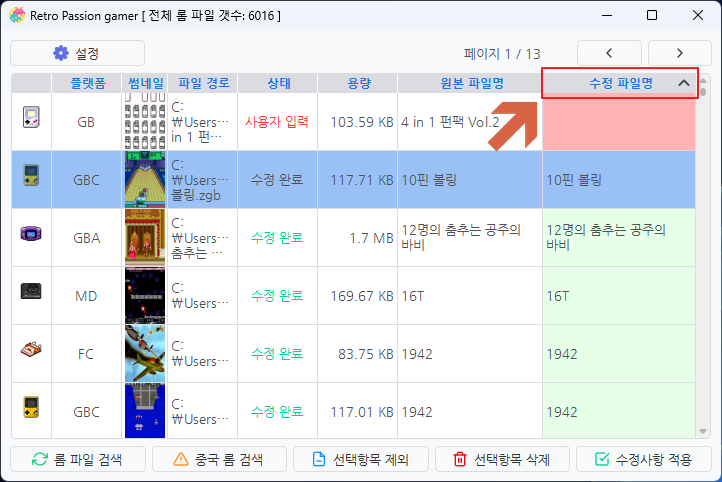 Retro Passion gamer [ 전체 롬 파일 갯수: 6016 ]
설정
페이지 1 / 13
플랫폼 썸네일 파일 경로 상태 용량 원본 파일명 수정 파일명
GB C:
₩Users…
in 1 펀… 사용자 입력 103.59 KB 4 in 1 펀팩 Vol.2
GBC C:
₩Users…
볼링.zgb 수정 완료 117.71 KB 10핀 볼링 10핀 볼링
GBA C:
₩Users…
춤추는 … 수정 완료 1.7 MB 12명의 춤추는 공주의
바비 12명의 춤추는 공주의
바비
MD C:
₩Users… 수정 완료 169.67 KB 16T 16T
FC C:
₩Users… 수정 완료 83.75 KB 1942 1942
GBC C:
₩Users… 수정 완료 117.01 KB 1942 1942
롬 파일 검색 중국 롬 검색 선택항목 제외 선택항목 삭제 수정사항 적용